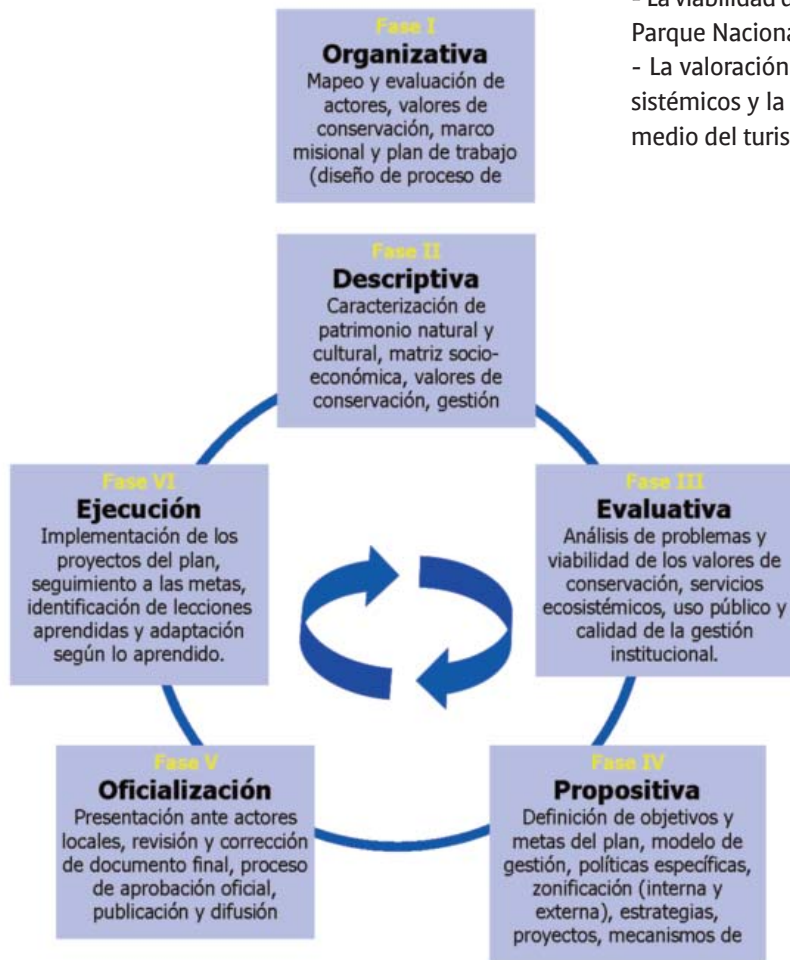 Fase I
Organizativa
Mapeo y evaluación de
actores, valores de
conservación, marco
misional y plan de trabajo
(diseño de proceso de
Parque Naciona
- La valoración
sistémicos y la
medio del turis
Fase II
Descriptiva
Caracterización de
patrimonio natural y
cultural, matriz socio-
económica, valores de
conservación, gestión
Fase III
Evaluativa
Análisis de problemas y
viabilidad de los valores de
conservación, servicios
ecosistémicos, uso público y
calidad de la gestión
institucional.
Fase IV
Propositiva
Definición de objetivos y
metas del plan, modelo de
gestión, políticas específicas,
zonificación (interna y
externa), estrategias,
proyectos, mecanismos de
Fase V
Oficialización
Presentación ante actores
locales, revisión y corrección
de documento final, proceso
de aprobación oficial,
publicación y difusión
Fase VI
Ejecución
Implementación de los
proyectos del plan,
seguimiento a las metas,
identificación de lecciones
aprendidas y adaptación
según lo aprendido.